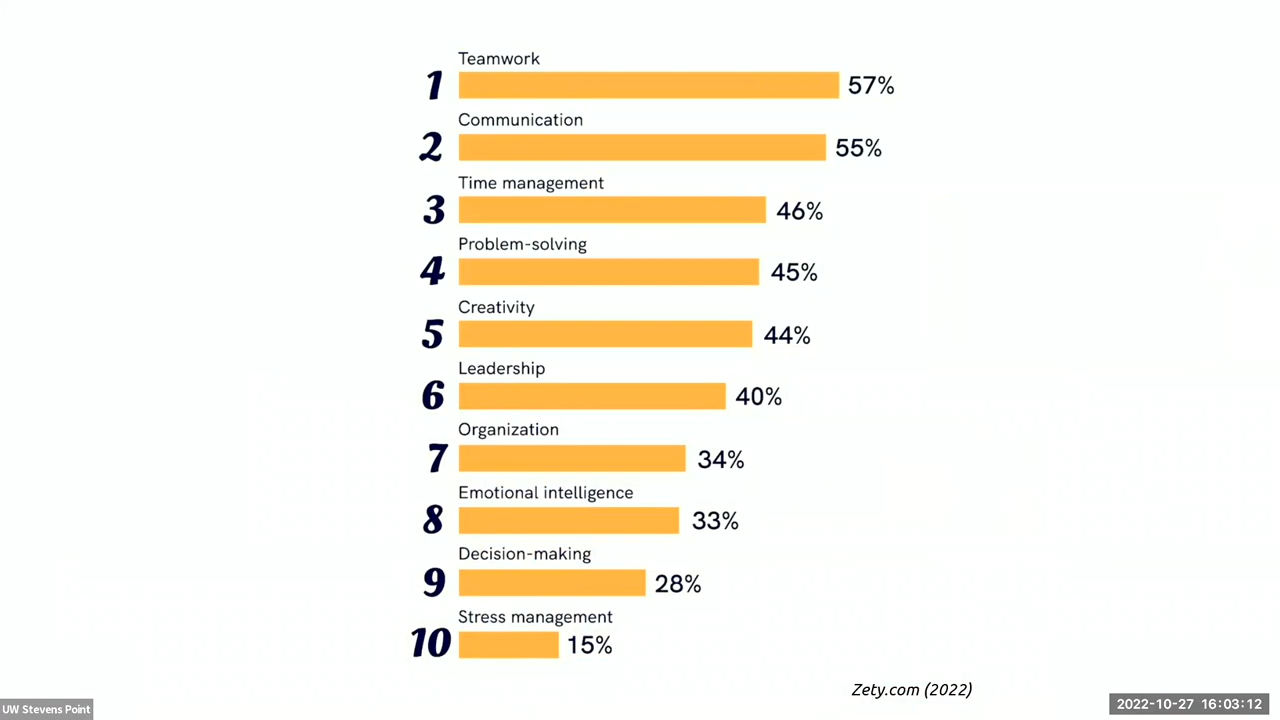 Teamwork
1 57%
Communication
2 55%
Time management
3 46%
Problem-solving
4 45%
Creativity
5 44%
Leadership
6 40%
Organization
7 34%
Emotional intelligence
8 33%
Decision-making
9 28%
Stress management
10 15%
Zety.com (2022)
UW Stevens Point
2022-10-27 16:03:12